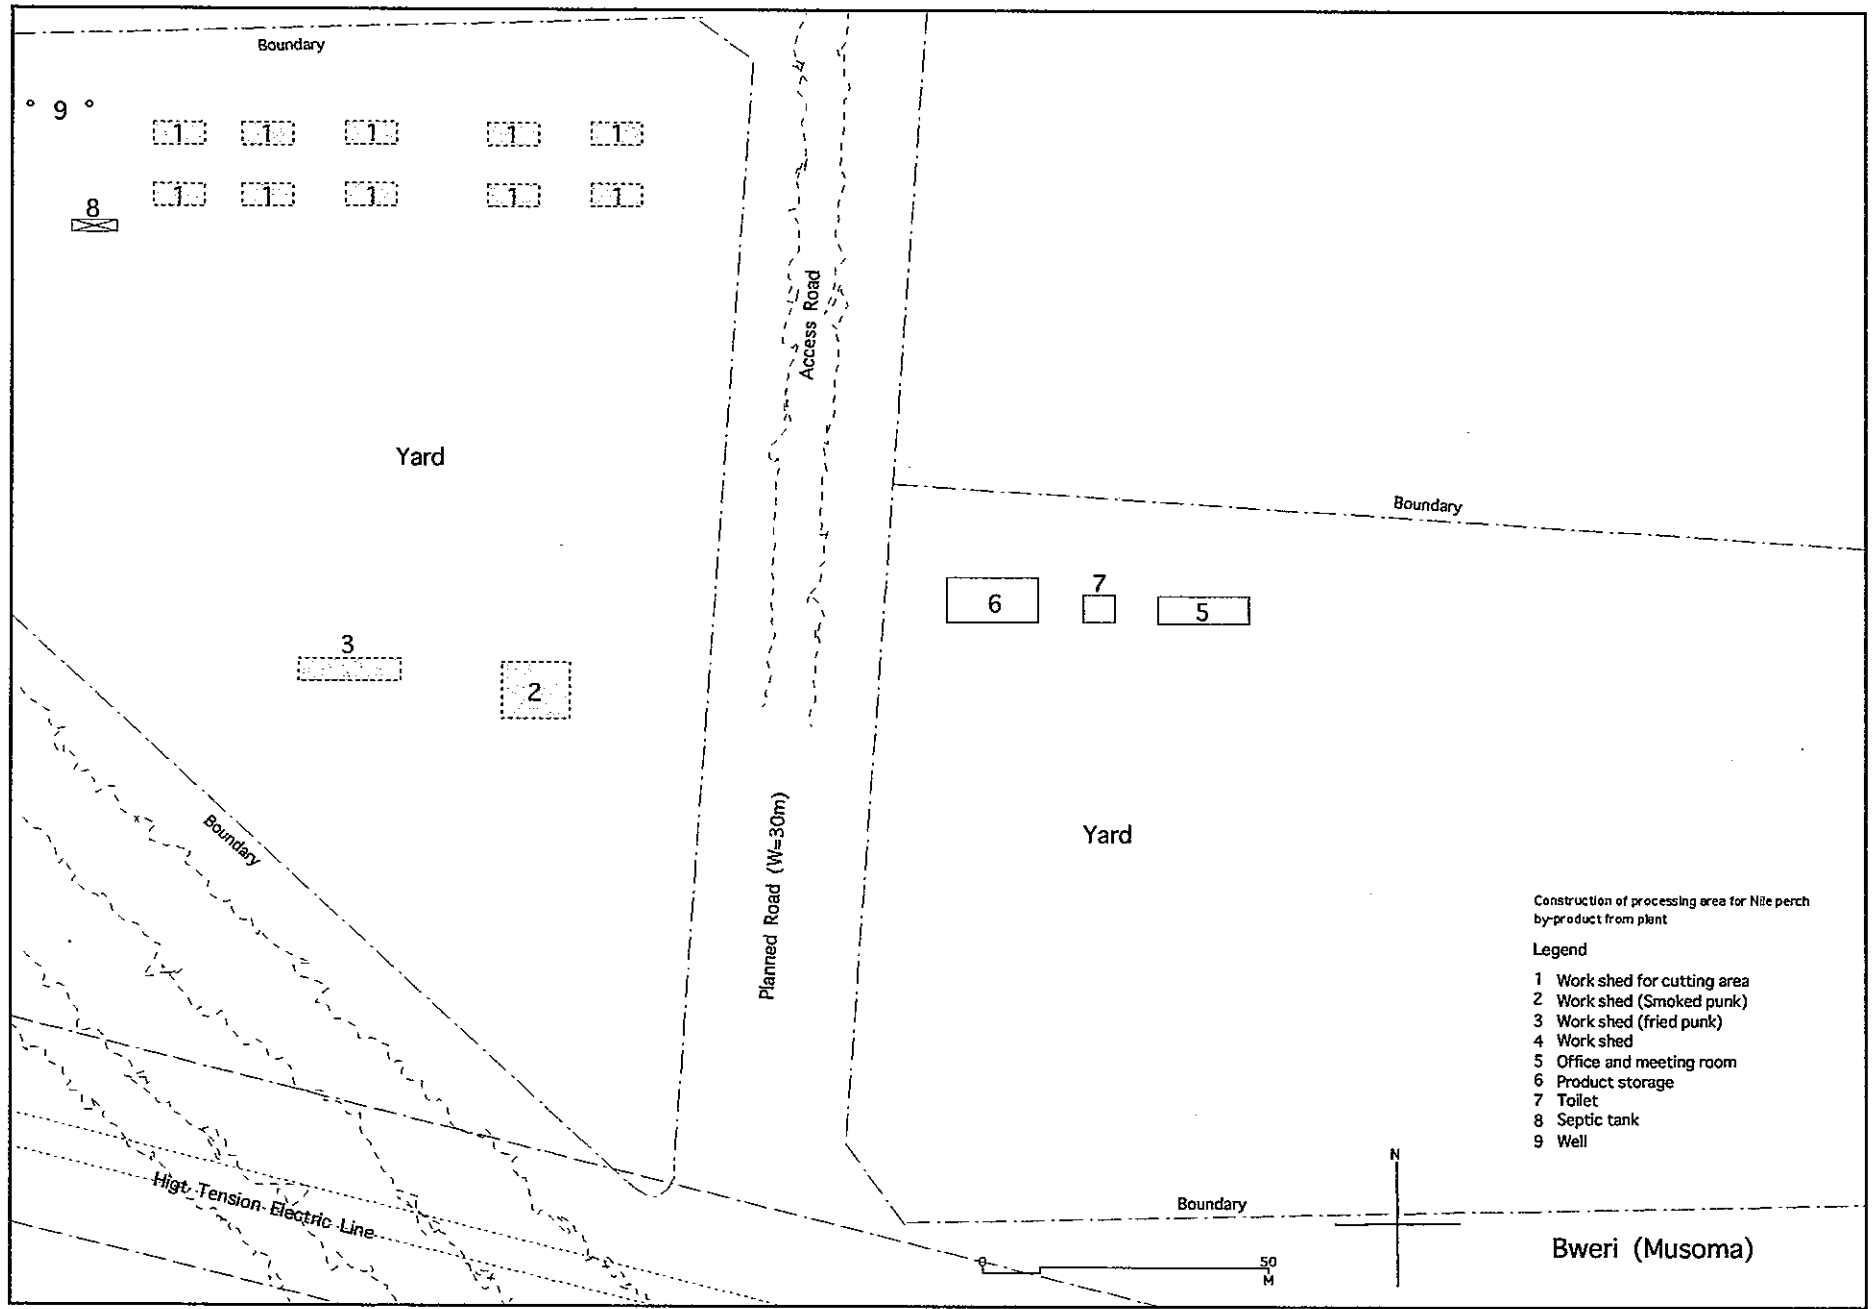 Boundary
9
1 1 1 1 1
1 1 1 1 1
8
Access Road
Yard
Boundary
6
7
5
3
2
Boundary
Planned Road (W=30m)
Yard
Construction of processing area for Nile perch
by-product from plant
Legend
1 Work shed for cutting area
2 Work shed (Smoked punk)
3 Work shed (fried punk)
4 Work shed
5 Office and meeting room
6 Product storage
7 Toilet
8 Septic tank
9 Well
N
Higt Tension Electric Line
Boundary
0 50
M
Bweri (Musoma)